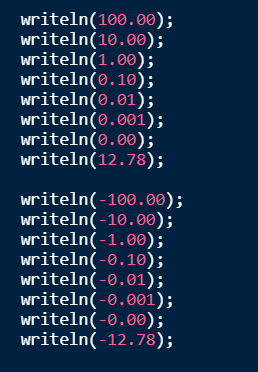 writeln(100.00);
writeln(10.00);
writeln(1.00);
writeln(0.10);
writeln(0.01);
writeln(0.001);
writeln(0.00);
writeln(12.78);
writeln(-100.00);
writeln(-10.00);
writeln(-1.00);
writeln(-0.10);
writeln(-0.01);
writeln(-0.001);
writeln(-0.00);
writeln(-12.78);